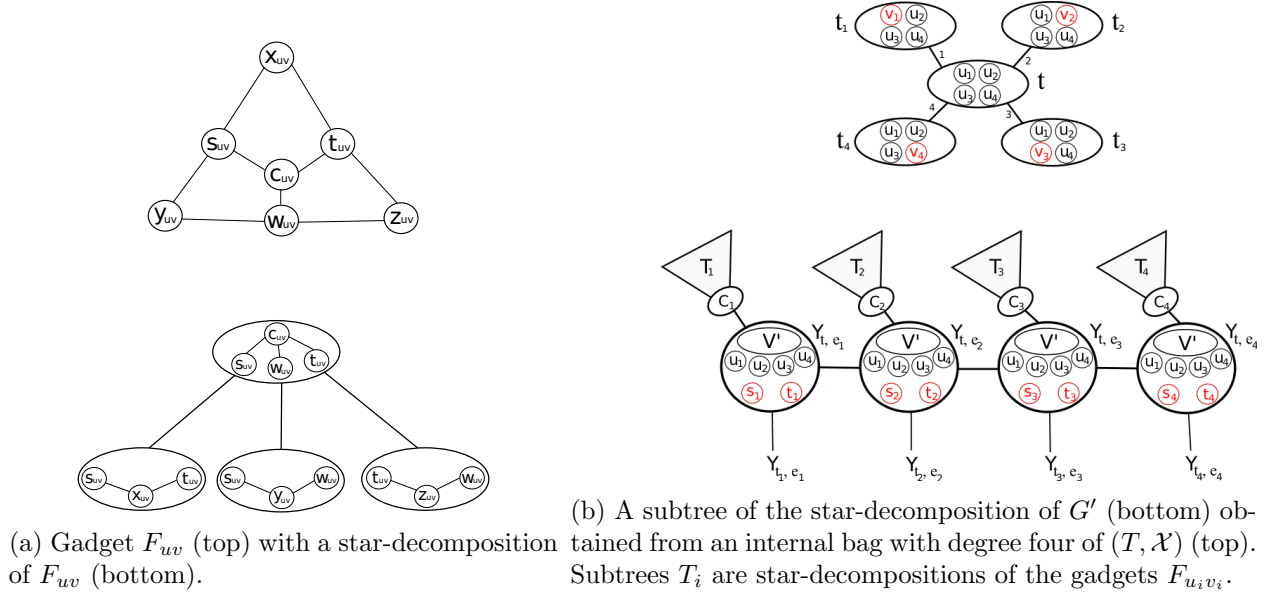 x_uv
s_uv
t_uv
c_uv
y_uv
w_uv
z_uv
c_uv
s_uv
w_uv
t_uv
s_uv
t_uv
x_uv
s_uv
w_uv
y_uv
t_uv
w_uv
z_uv
(a) Gadget F_uv (top) with a star-decomposition
of F_uv (bottom).
t_1
v_1 u_2
u_3 u_4
u_1 v_2
u_3 u_4
t_2
1
2
u_1 u_2
u_3 u_4
t
4
3
t_4
u_1 u_2
u_3 v_4
u_1 u_2
v_3 u_4
t_3
T_1
T_2
T_3
T_4
C_1
C_2
C_3
C_4
V'
u_1 u_2 u_3 u_4
s_1 t_1
Y_t, e_1
V'
u_1 u_2 u_3 u_4
s_2 t_2
Y_t, e_2
V'
u_1 u_2 u_3 u_4
s_3 t_3
Y_t, e_3
V'
u_1 u_2 u_3 u_4
s_4 t_4
Y_t, e_4
Y_t_1, e_1
Y_t_2, e_2
Y_t_3, e_3
Y_t_4, e_4
(b) A subtree of the star-decomposition of G′ (bottom) ob-
tained from an internal bag with degree four of (T, 𝒳) (top).
Subtrees T_i are star-decompositions of the gadgets F_u_iv_i.